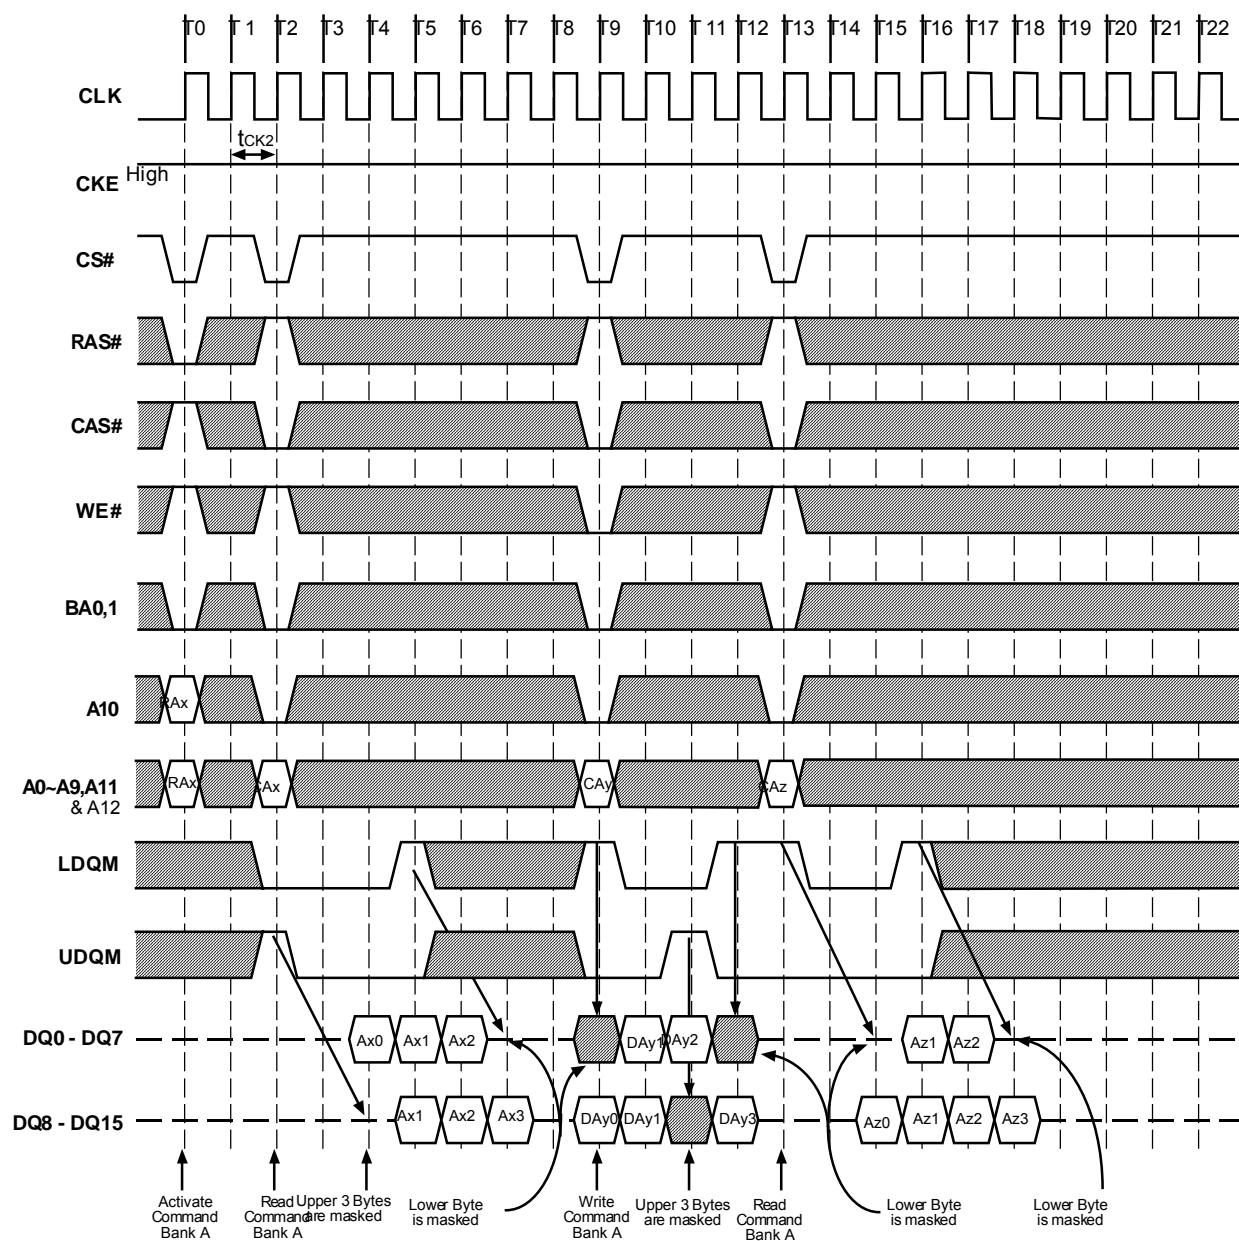 T0 T 1 T2 T3 T4 T5 T6 T7 T8 T9 T10 T 11 T12 T13 T14 T15 T16 T17 T18 T19 T20 T21 T22
CLK
tCK2
High
CKE
CS#
RAS#
CAS#
WE#
BA0,1
A10 RAx
A0~A9,A11 RAx CAx CAy CAz
& A12
LDQM
UDQM
DQ0 - DQ7 Ax0 Ax1 Ax2 DAy1 DAy2 Az1 Az2
DQ8 - DQ15 Ax1 Ax2 Ax3 DAy0 DAy1 DAy3 Az0 Az1 Az2 Az3
Activate
Command
Bank A
Read
Command
Bank A
Upper 3 Bytes
are masked
Lower Byte
is masked
Write
Command
Bank A
Upper 3 Bytes
are masked
Read
Command
Bank A
Lower Byte
is masked
Lower Byte
is masked